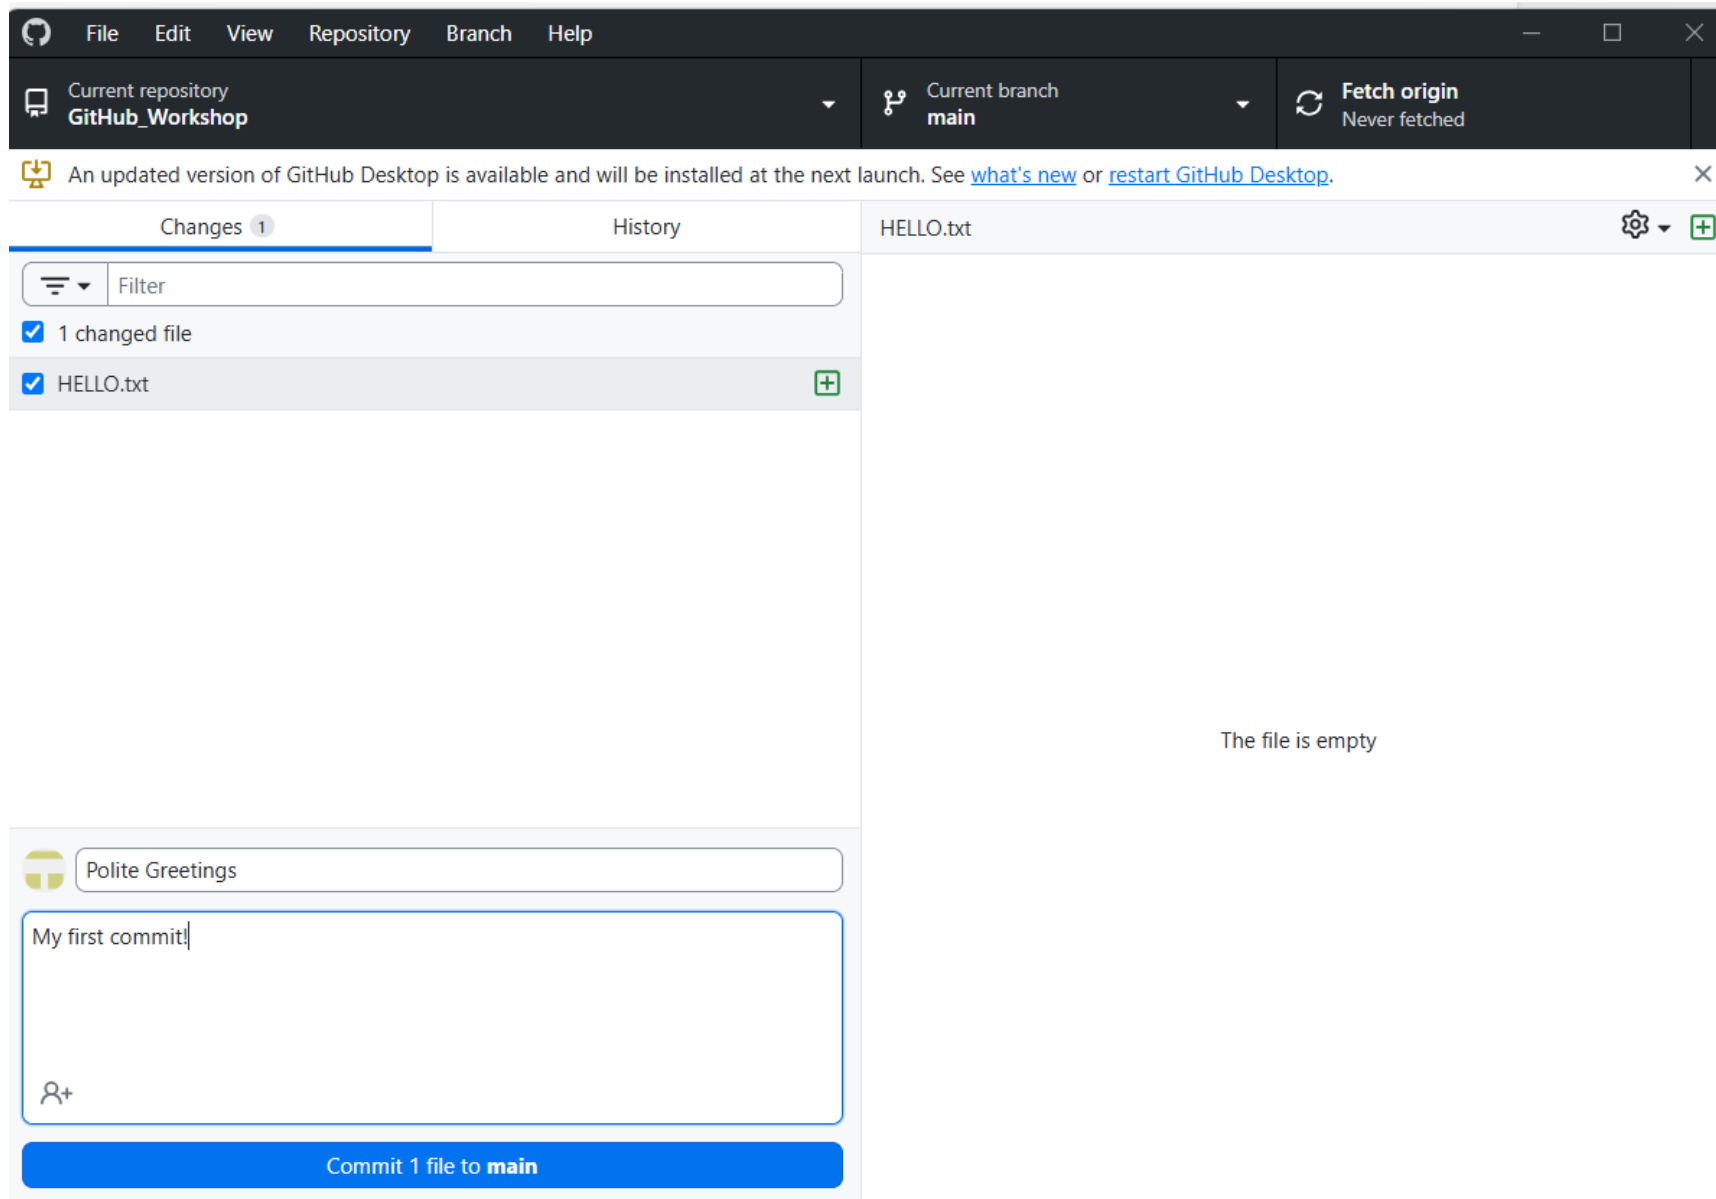 File Edit View Repository Branch Help
Current repository
GitHub_Workshop
Current branch
main
Fetch origin
Never fetched
An updated version of GitHub Desktop is available and will be installed at the next launch. See what's new or restart GitHub Desktop.
Changes 1
History
HELLO.txt
Filter
1 changed file
HELLO.txt
The file is empty
Polite Greetings
My first commit!
Commit 1 file to main